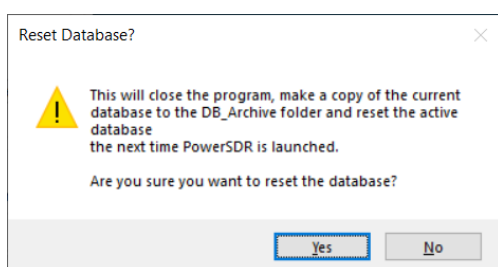 Reset Database?
This will close the program, make a copy of the current
database to the DB_Archive folder and reset the active
database
the next time PowerSDR is launched.
Are you sure you want to reset the database?
Yes
No